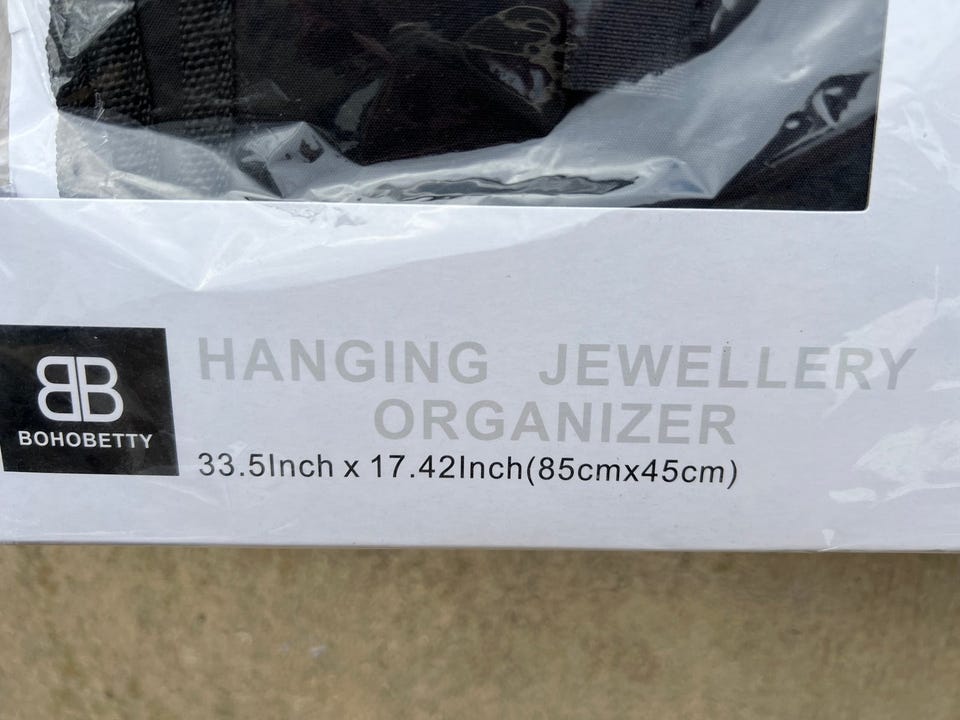 BB
BOHOBETTY
HANGING JEWELLERY
ORGANIZER
33.5Inch x 17.42Inch(85cmx45cm)